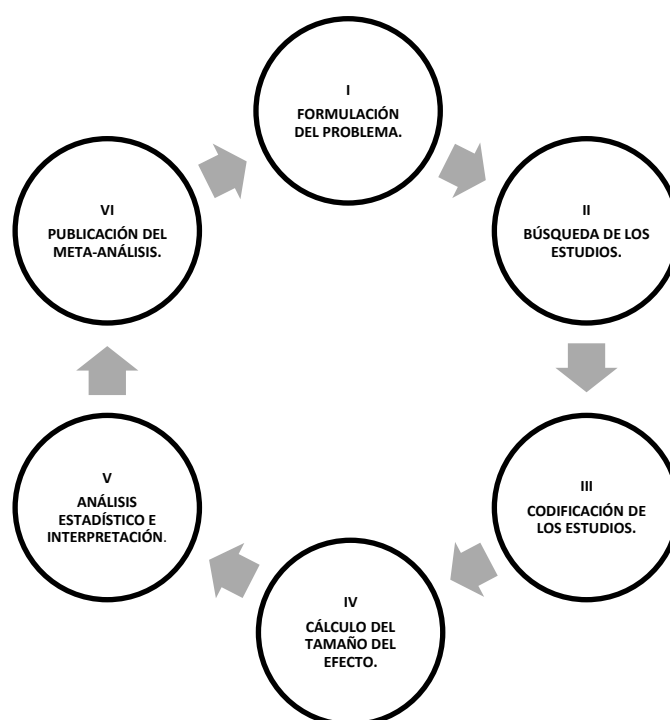 I
FORMULACIÓN
DEL PROBLEMA.
II
BÚSQUEDA DE LOS
ESTUDIOS.
III
CODIFICACIÓN DE
LOS ESTUDIOS.
IV
CÁLCULO DEL
TAMAÑO DEL
EFECTO.
V
ANÁLISIS
ESTADÍSTICO E
INTERPRETACIÓN.
VI
PUBLICACIÓN DEL
META-ANÁLISIS.